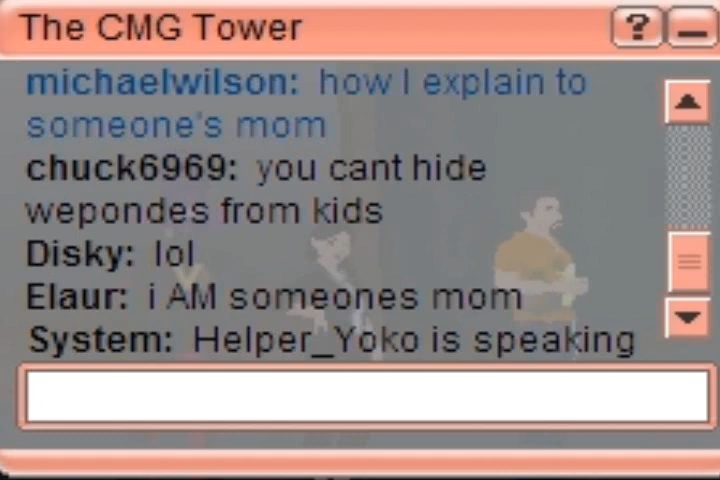 The CMG Tower
?
michaelwilson: how I explain to
someone's mom
chuck6969: you cant hide
wepondes from kids
Disky: lol
Elaur: i AM someones mom
System: Helper_Yoko is speaking